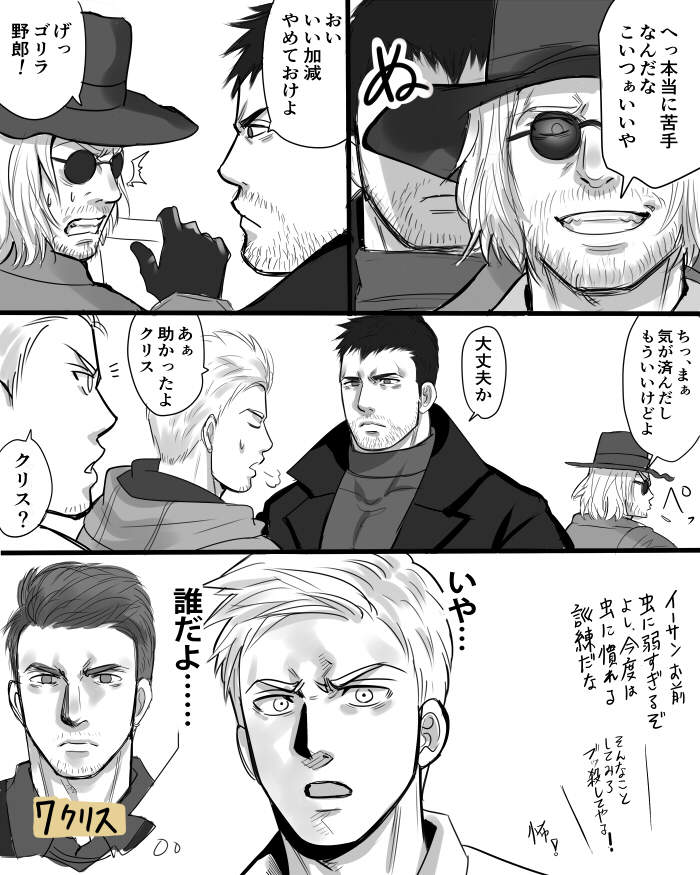 へっ本当に苦手
なんだな
こいつぁいいや
ぬ
おい
いい加減
やめておけよ
げっ
ゴリラ
野郎！
ちっ、まぁ
気が済んだし
もういいけどよ
大丈夫か
あぁ
助かったよ
クリス
クリス？
いや…
誰だよ……
7クリス
イーサンお前
虫に弱すぎるぞ
よし、今度は
虫に慣れる
訓練だな
そんなこと
してみろ
ブッ殺してやる！
怖！